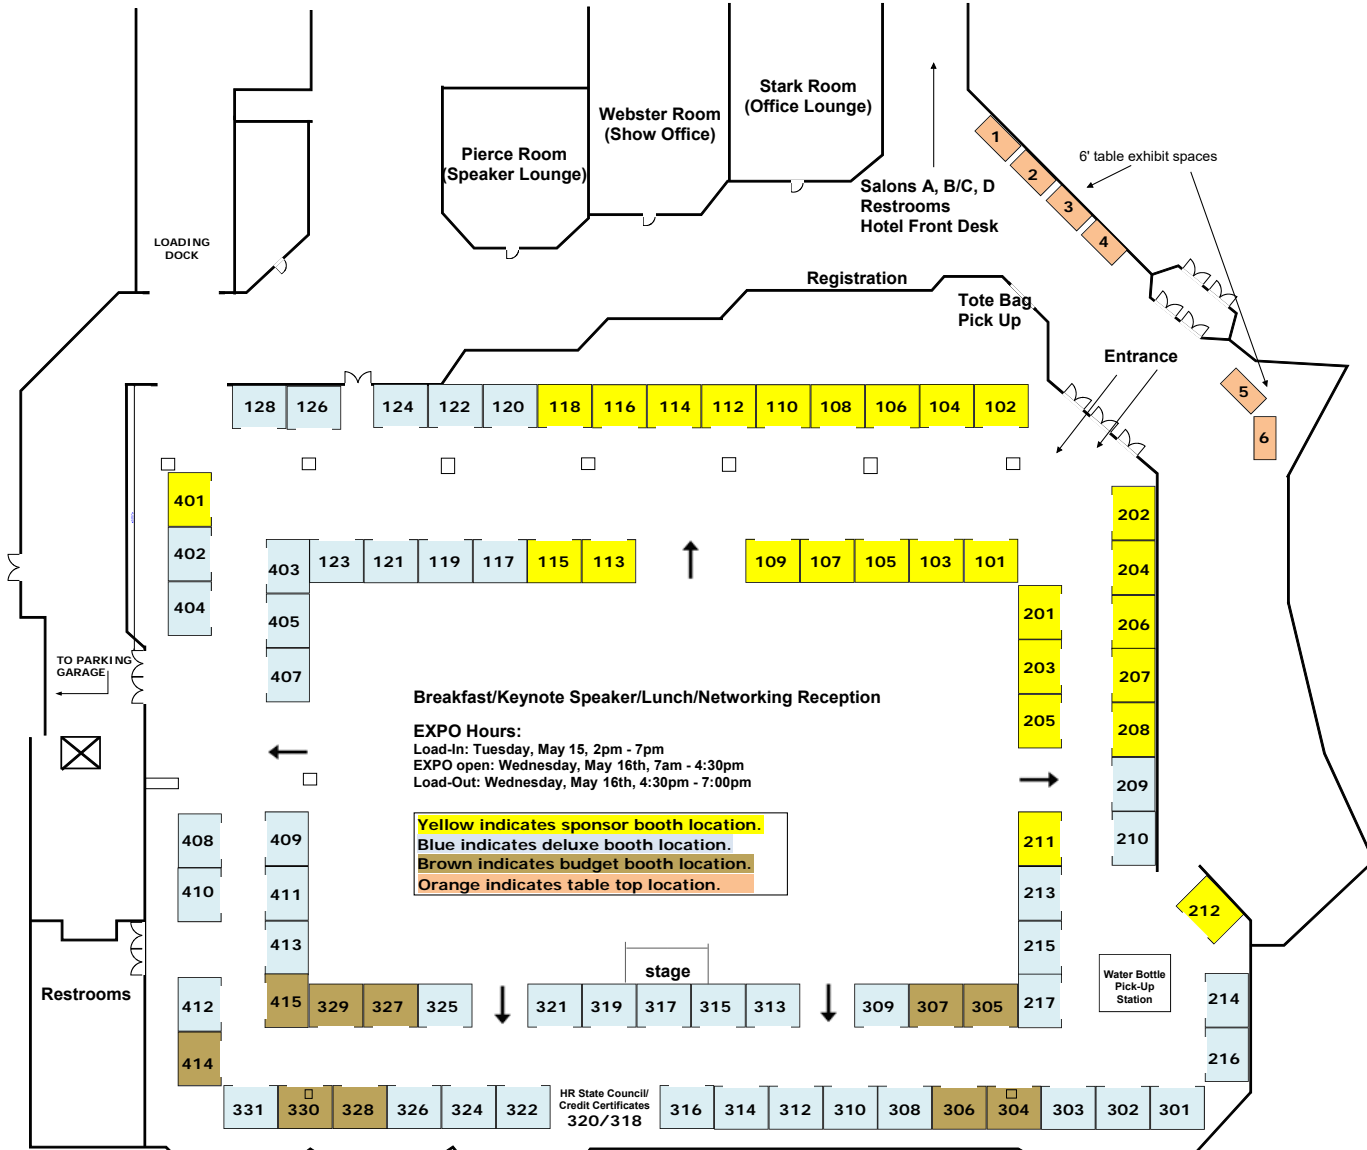 Stark Room
(Office Lounge)
Webster Room
(Show Office)
Pierce Room
(Speaker Lounge)
1
2
3
4
6' table exhibit spaces
Salons A, B/C, D
Restrooms
Hotel Front Desk
LOADING
DOCK
Registration
Tote Bag
Pick Up
Entrance
5
6
128 126 124 122 120 118 116 114 112 110 108 106 104 102
401
402
404
403 123 121 119 117 115 113 109 107 105 103 101
405
407
201
203
205
202
204
206
207
208
209
210
TO PARKING
GARAGE
Breakfast/Keynote Speaker/Lunch/Networking Reception
EXPO Hours:
Load-In: Tuesday, May 15, 2pm - 7pm
EXPO open: Wednesday, May 16th, 7am - 4:30pm
Load-Out: Wednesday, May 16th, 4:30pm - 7:00pm
Yellow indicates sponsor booth location.
Blue indicates deluxe booth location.
Brown indicates budget booth location.
Orange indicates table top location.
408
410
409
411
413
211
213
215
217
212
stage
Restrooms
412
414
415 329 327 325 321 319 317 315 313 309 307 305
Water Bottle
Pick-Up
Station
214
216
331 330 328 326 324 322
HR State Council/
Credit Certificates
320/318
316 314 312 310 308 306 304 303 302 301